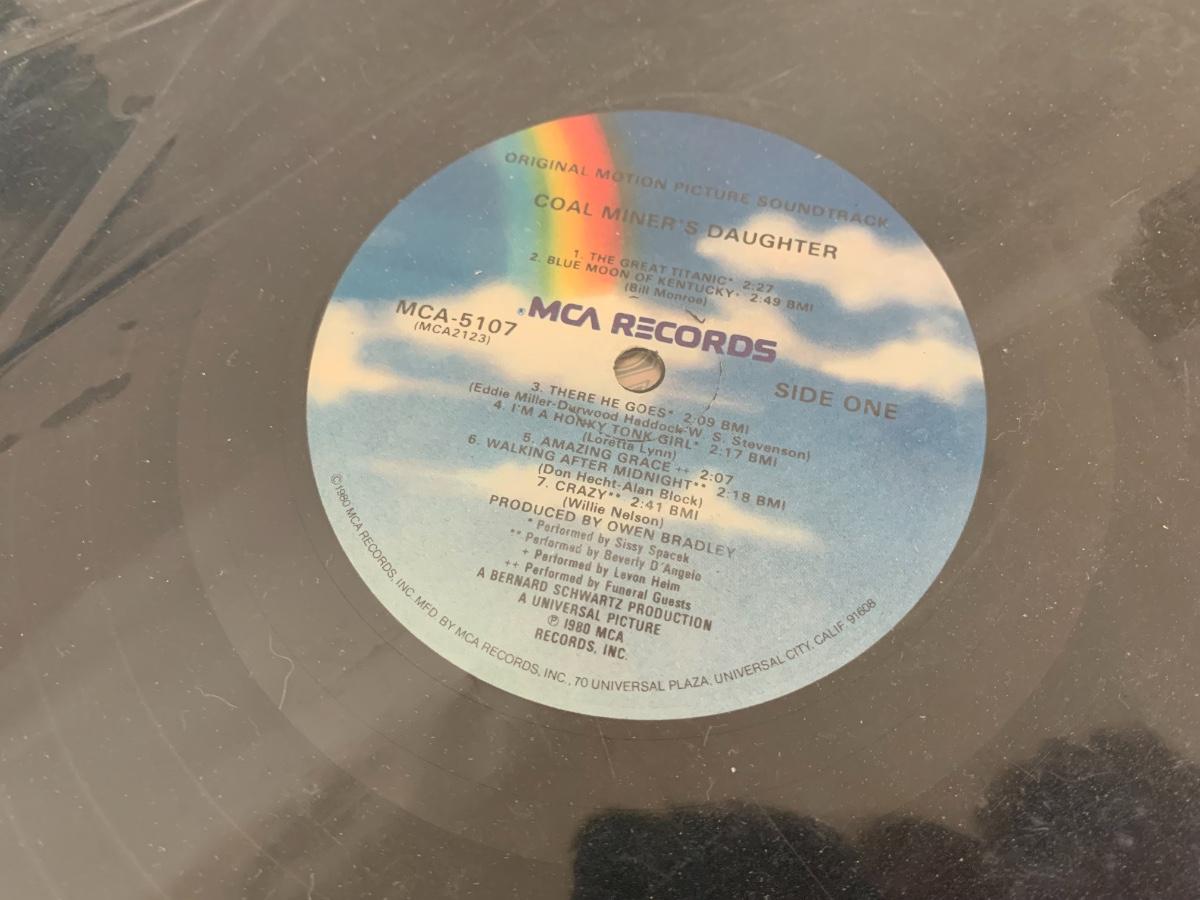 ORIGINAL MOTION PICTURE SOUNDTRACK
COAL MINER'S DAUGHTER
1. THE GREAT TITANIC* 2:27
2. BLUE MOON OF KENTUCKY* 2:49 BMI
(Bill Monroe)
MCA-5107
(MCA2123)
® MCA RECORDS
SIDE ONE
3. THERE HE GOES* 2:09 BMI
(Eddie Miller-Durwood Haddock-W. S. Stevenson)
4. I'M A HONKY TONK GIRL* 2:17 BMI
(Loretta Lynn)
5. AMAZING GRACE ++ 2:07
6. WALKING AFTER MIDNIGHT** 2:18 BMI
(Don Hecht-Alan Block)
7. CRAZY** 2:41 BMI
(Willie Nelson)
PRODUCED BY OWEN BRADLEY
* Performed by Sissy Spacek
** Performed by Beverly D'Angelo
+ Performed by Levon Helm
++ Performed by Funeral Guests
A BERNARD SCHWARTZ PRODUCTION
A UNIVERSAL PICTURE
℗ 1980 MCA
RECORDS, INC.
©1980 MCA RECORDS, INC. MFD. BY MCA RECORDS, INC., 70 UNIVERSAL PLAZA, UNIVERSAL CITY, CALIF. 91608